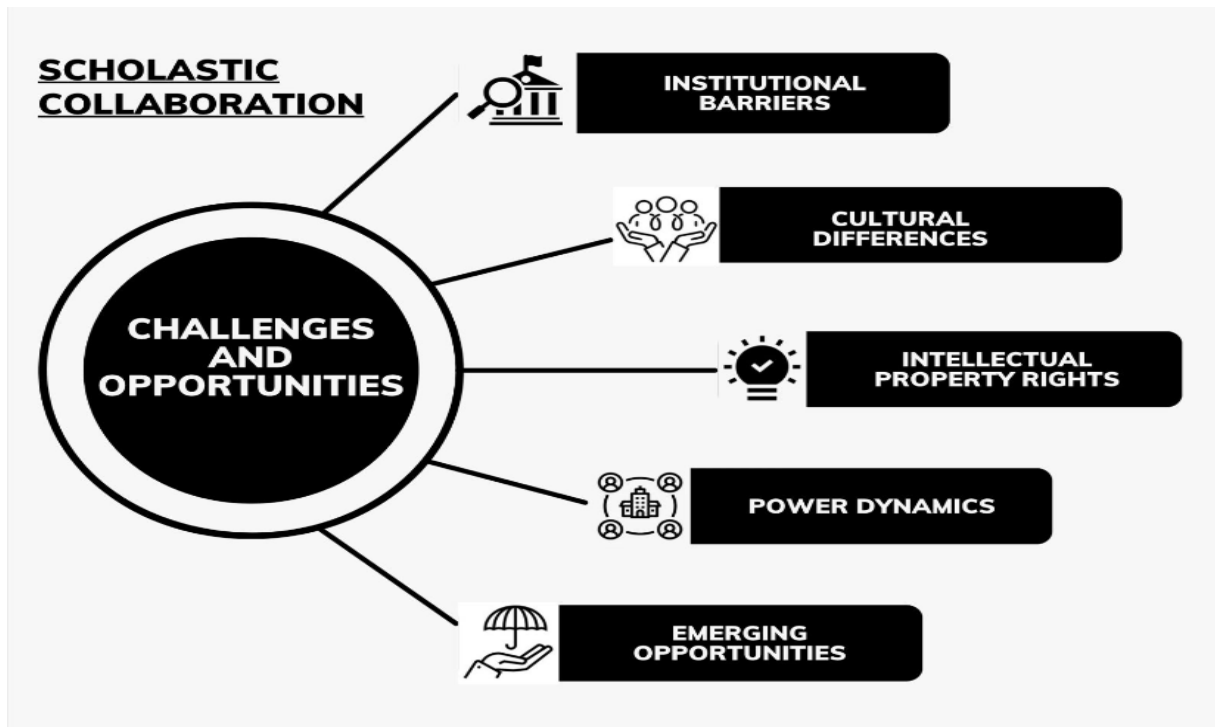 SCHOLASTIC
COLLABORATION
INSTITUTIONAL
BARRIERS
CULTURAL
DIFFERENCES
CHALLENGES
AND
OPPORTUNITIES
INTELLECTUAL
PROPERTY RIGHTS
POWER DYNAMICS
EMERGING
OPPORTUNITIES